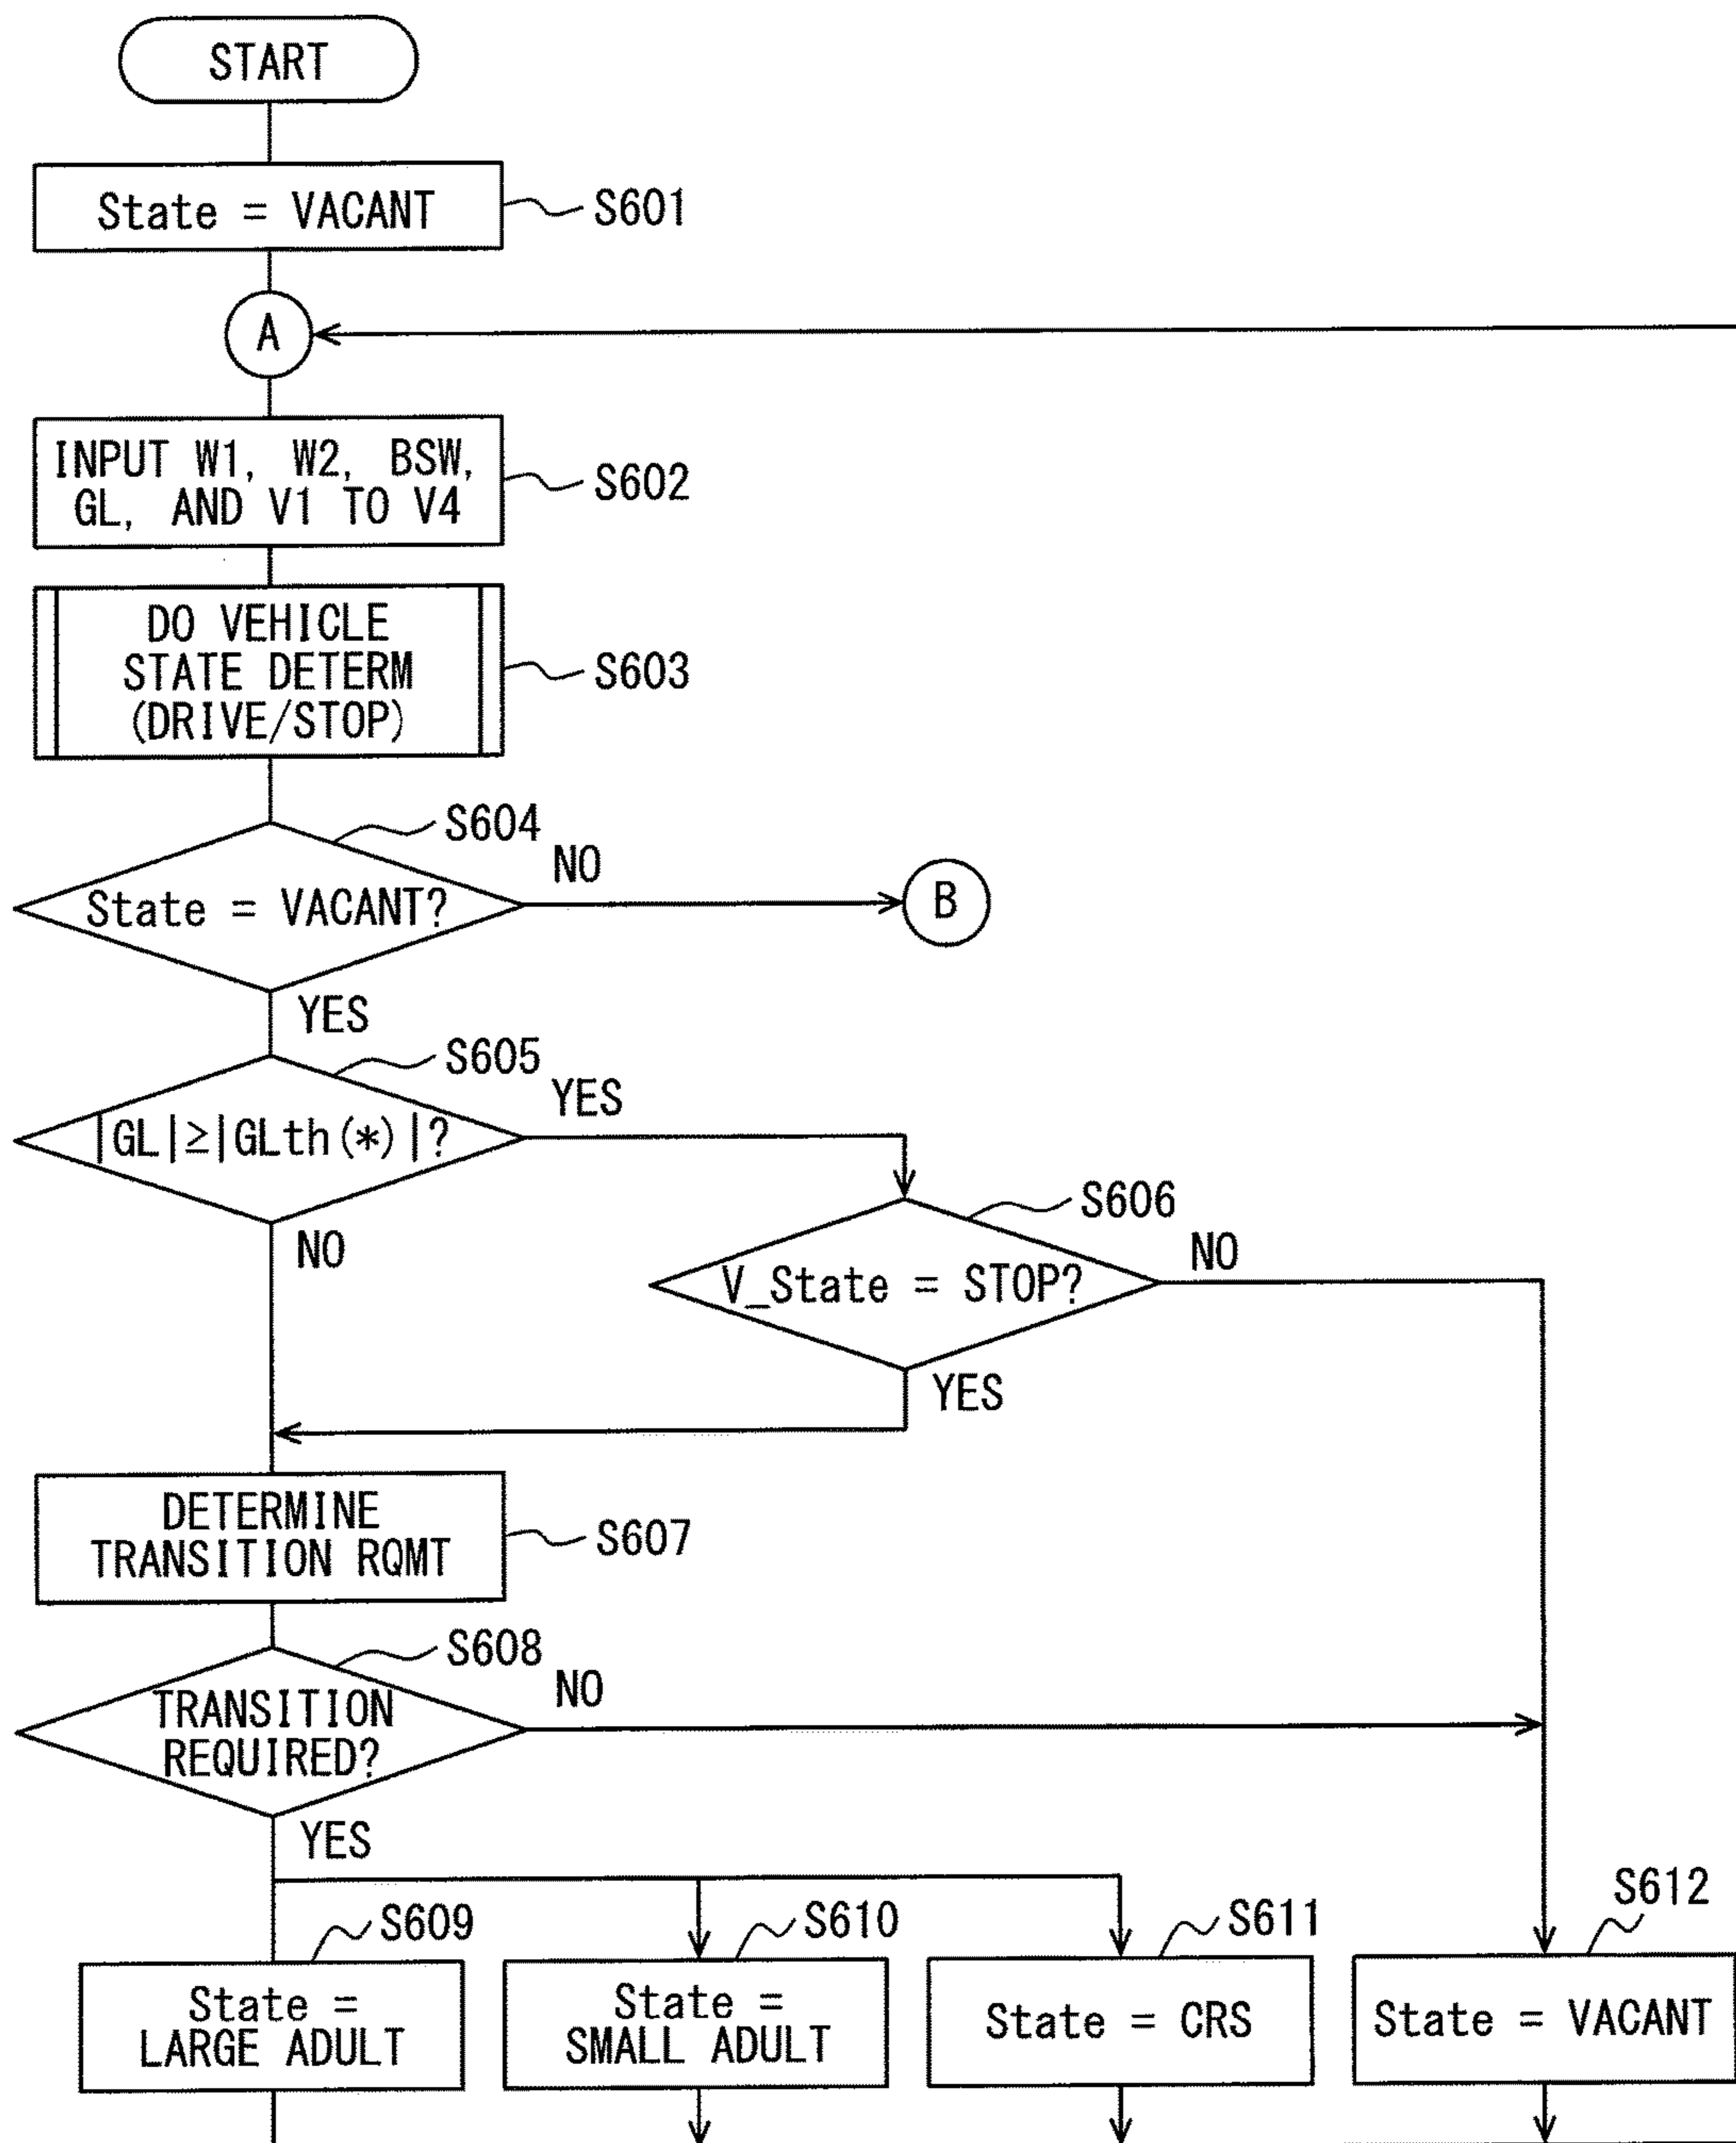 START
State = VACANT
S601
A
INPUT W1, W2, BSW,
GL, AND V1 TO V4
S602
DO VEHICLE
STATE DETERM
(DRIVE/STOP)
S603
S604
State = VACANT?
NO
B
YES
S605
|GL|≥|GLth(*)|?
YES
NO
S606
V_State = STOP?
NO
YES
DETERMINE
TRANSITION RQMT
S607
S608
TRANSITION
REQUIRED?
NO
YES
S609
State =
LARGE ADULT
S610
State =
SMALL ADULT
S611
State = CRS
S612
State = VACANT